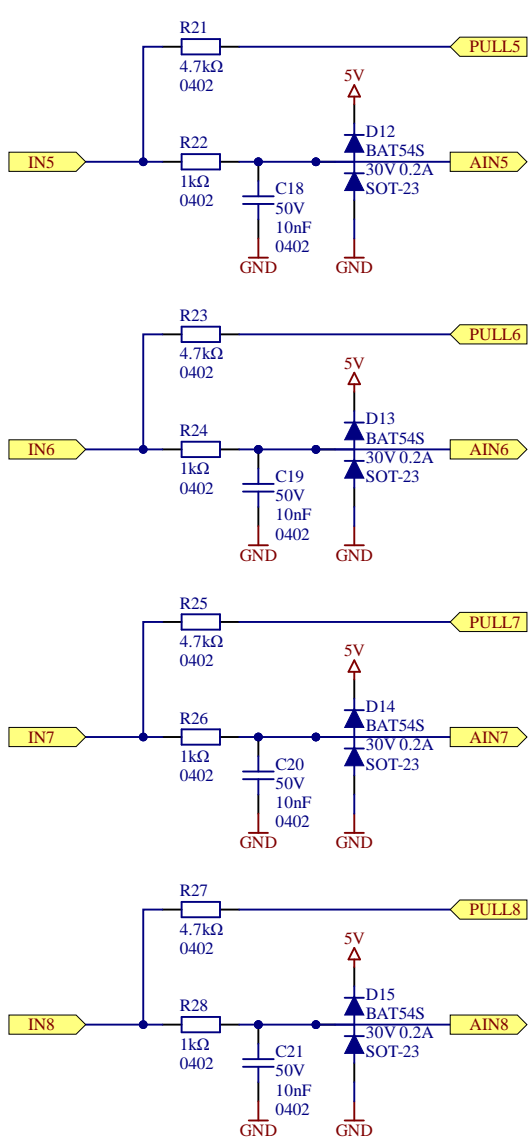 R21
PULL5
4.7kΩ
0402
5V
D12
R22
BAT54S
IN5
AIN5
30V 0.2A
1kΩ
C18
SOT-23
0402
50V
10nF
0402
GND
GND
R23
PULL6
4.7kΩ
0402
5V
D13
R24
BAT54S
IN6
AIN6
30V 0.2A
1kΩ
C19
SOT-23
0402
50V
10nF
0402
GND
GND
R25
PULL7
4.7kΩ
0402
5V
D14
R26
BAT54S
IN7
AIN7
30V 0.2A
1kΩ
C20
SOT-23
0402
50V
10nF
0402
GND
GND
R27
PULL8
4.7kΩ
0402
5V
D15
R28
BAT54S
IN8
AIN8
30V 0.2A
1kΩ
C21
SOT-23
0402
50V
10nF
0402
GND
GND